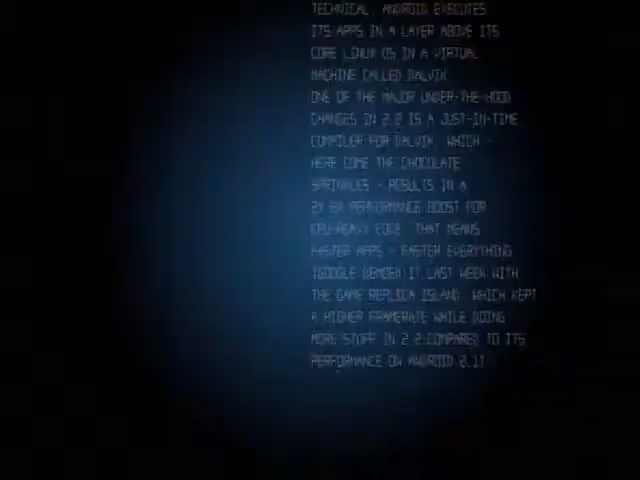 TECHNICAL, ANDROID EXECUTES
ITS APPS IN A LAYER ABOVE ITS
CORE LINUX OS IN A VIRTUAL
MACHINE CALLED DALVIK
ONE OF THE MAJOR UNDER-THE-HOOD
CHANGES IN 2.2 IS A JUST-IN-TIME
COMPILER FOR DALVIK, WHICH -
HERE COME THE CHOCOLATE
SPRINKLES - RESULTS IN A
PERFORMANCE BOOST FOR
CPU-HEAVY CODE. THAT MEANS
FASTER APPS - FASTER EVERYTHING
(GOOGLE DEMOED IT LAST WEEK WITH
THE GAME REPLICA ISLAND, WHICH KEPT
A HIGHER FRAMERATE WHILE DOING
MORE STUFF IN 2.2 COMPARED TO ITS
PERFORMANCE ON ANDROID 2.1)